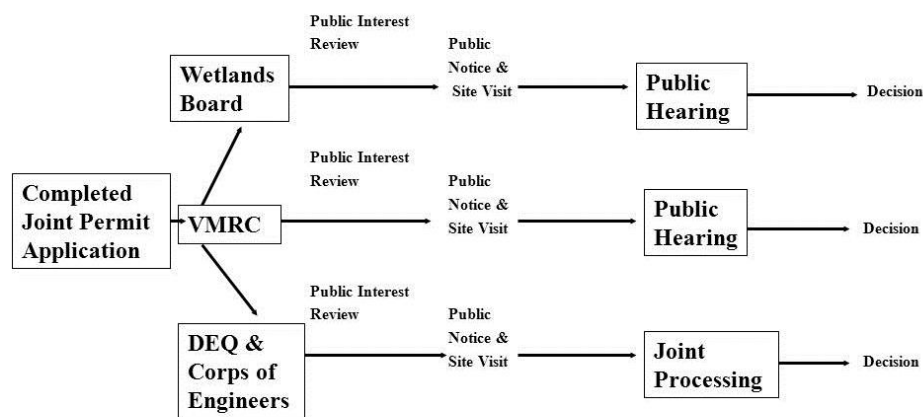 Public Interest
Review
Public
Notice &
Site Visit
Wetlands
Board
Public
Hearing
Decision
Completed
Joint Permit
Application
VMRC
Public Interest
Review
Public
Notice &
Site Visit
Public
Hearing
Decision
DEQ &
Corps of
Engineers
Public Interest
Review
Public
Notice &
Site Visit
Joint
Processing
Decision